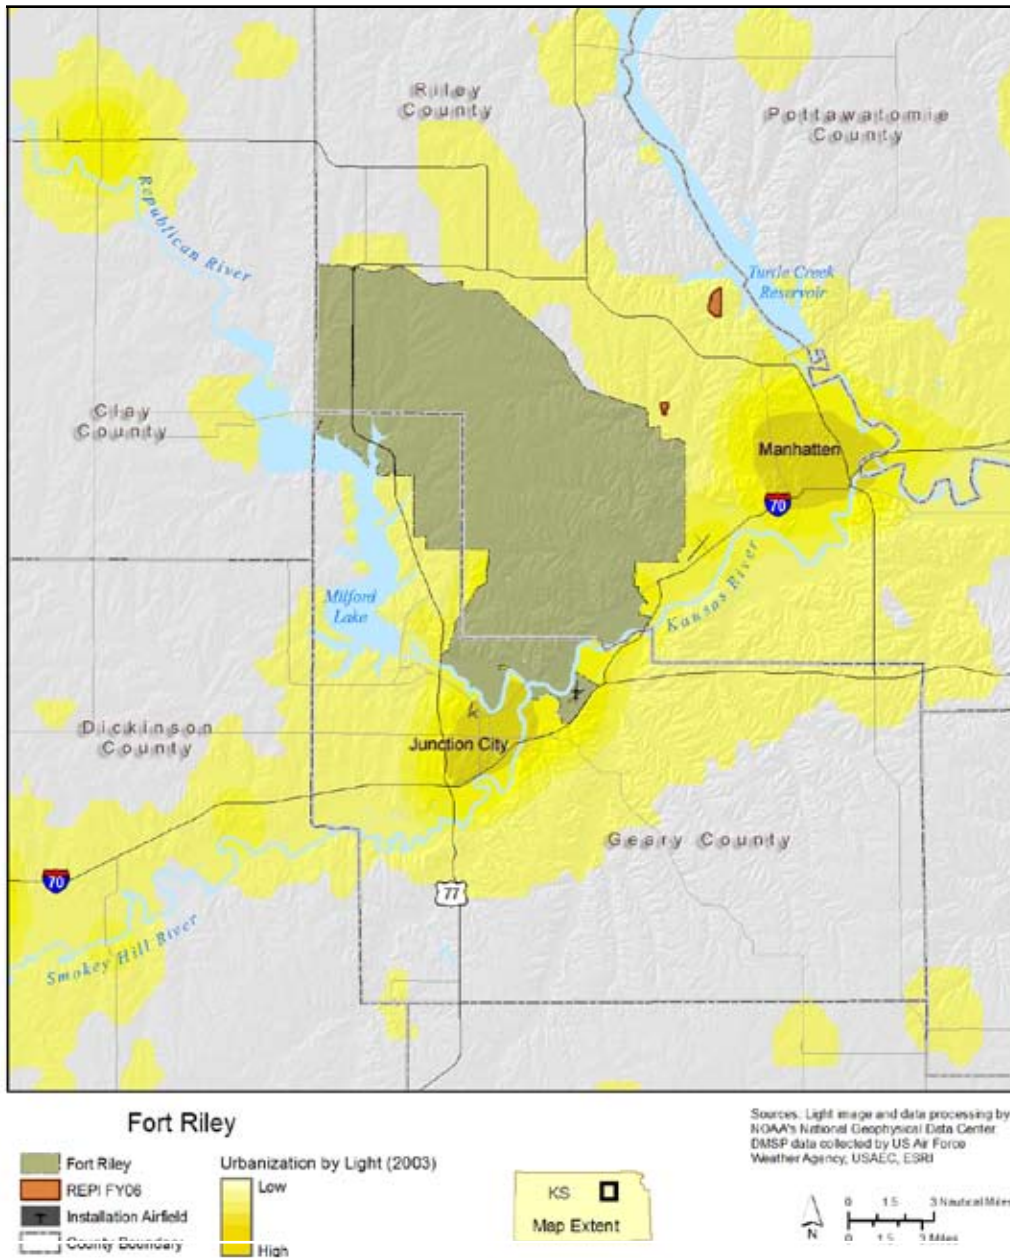 Riley
County
Pottawatomie
County
Republican River
Turtle Creek
Reservoir
Clay
County
Manhatten
70
Kansas River
Milford
Lake
Dickinson
County
Junction City
Geary County
70
77
Smokey Hill River
Fort Riley
Fort Riley
REPI FY06
Installation Airfield
County Boundary
Urbanization by Light (2003)
Low
High
KS
Map Extent
Sources: Light image and data processing by
NOAA's National Geophysical Data Center
DMSP data collected by US Air Force
Weather Agency, USAEC, ESRI
N
0 1.5 3 Nautical Miles
0 1.5 3 Miles